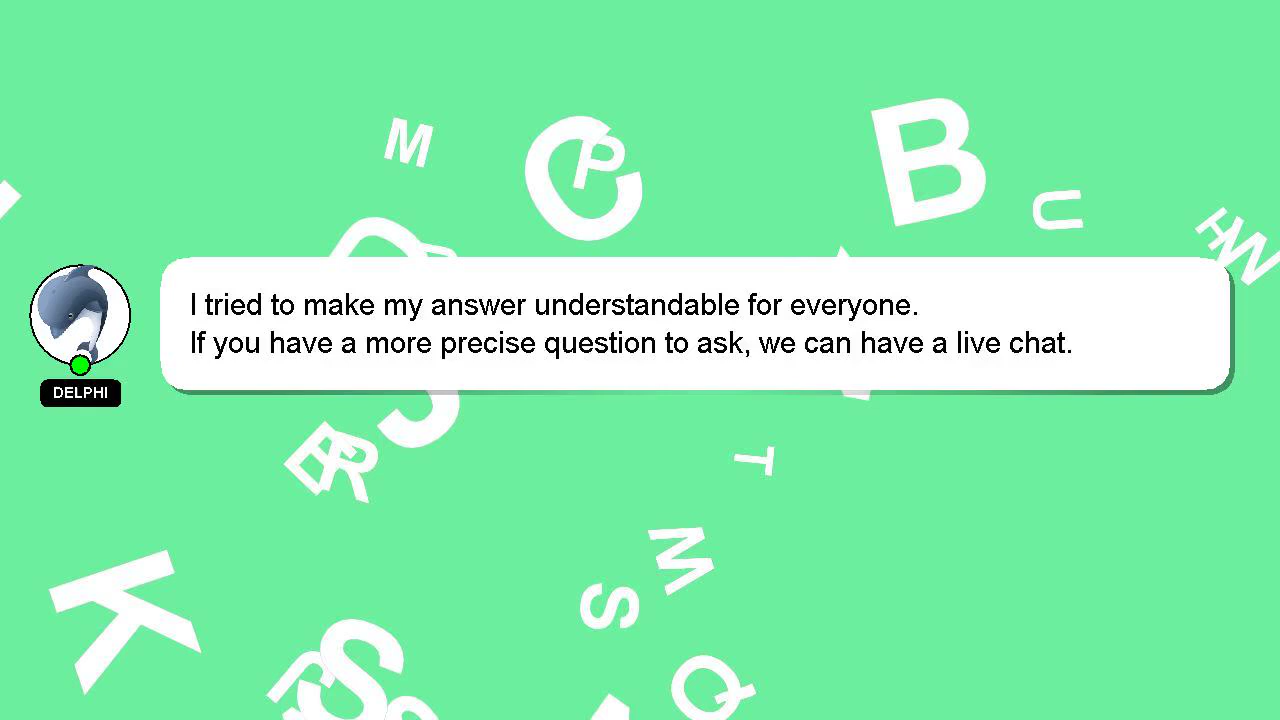 M
C
P
B
U
H
W
D
I tried to make my answer understandable for everyone.
If you have a more precise question to ask, we can have a live chat.
DELPHI
J
B
R
T
K
M
S
S
Q